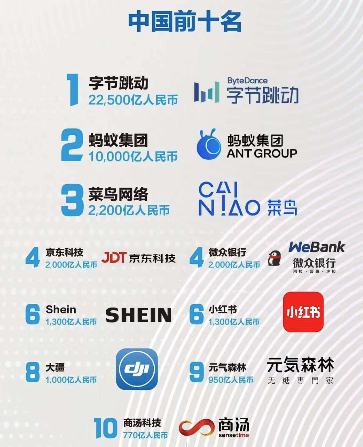 中国前十名
1 字节跳动
22,500亿人民币
ByteDance
字节跳动
2 蚂蚁集团
10,000亿人民币
蚂蚁集团
ANT GROUP
3 菜鸟网络
2,200亿人民币
CAI
NIAO 菜鸟
4 京东科技
2,000亿人民币
JDT 京东科技
4 微众银行
2,000亿人民币
WeBank
微众银行
6 Shein
1,300亿人民币
SHEIN
6 小红书
1,300亿人民币
小红书
8 大疆
1,000亿人民币
dji
9 元气森林
950亿人民币
元气森林
无糖专门家
10 商汤科技
770亿人民币
商汤
sensetime